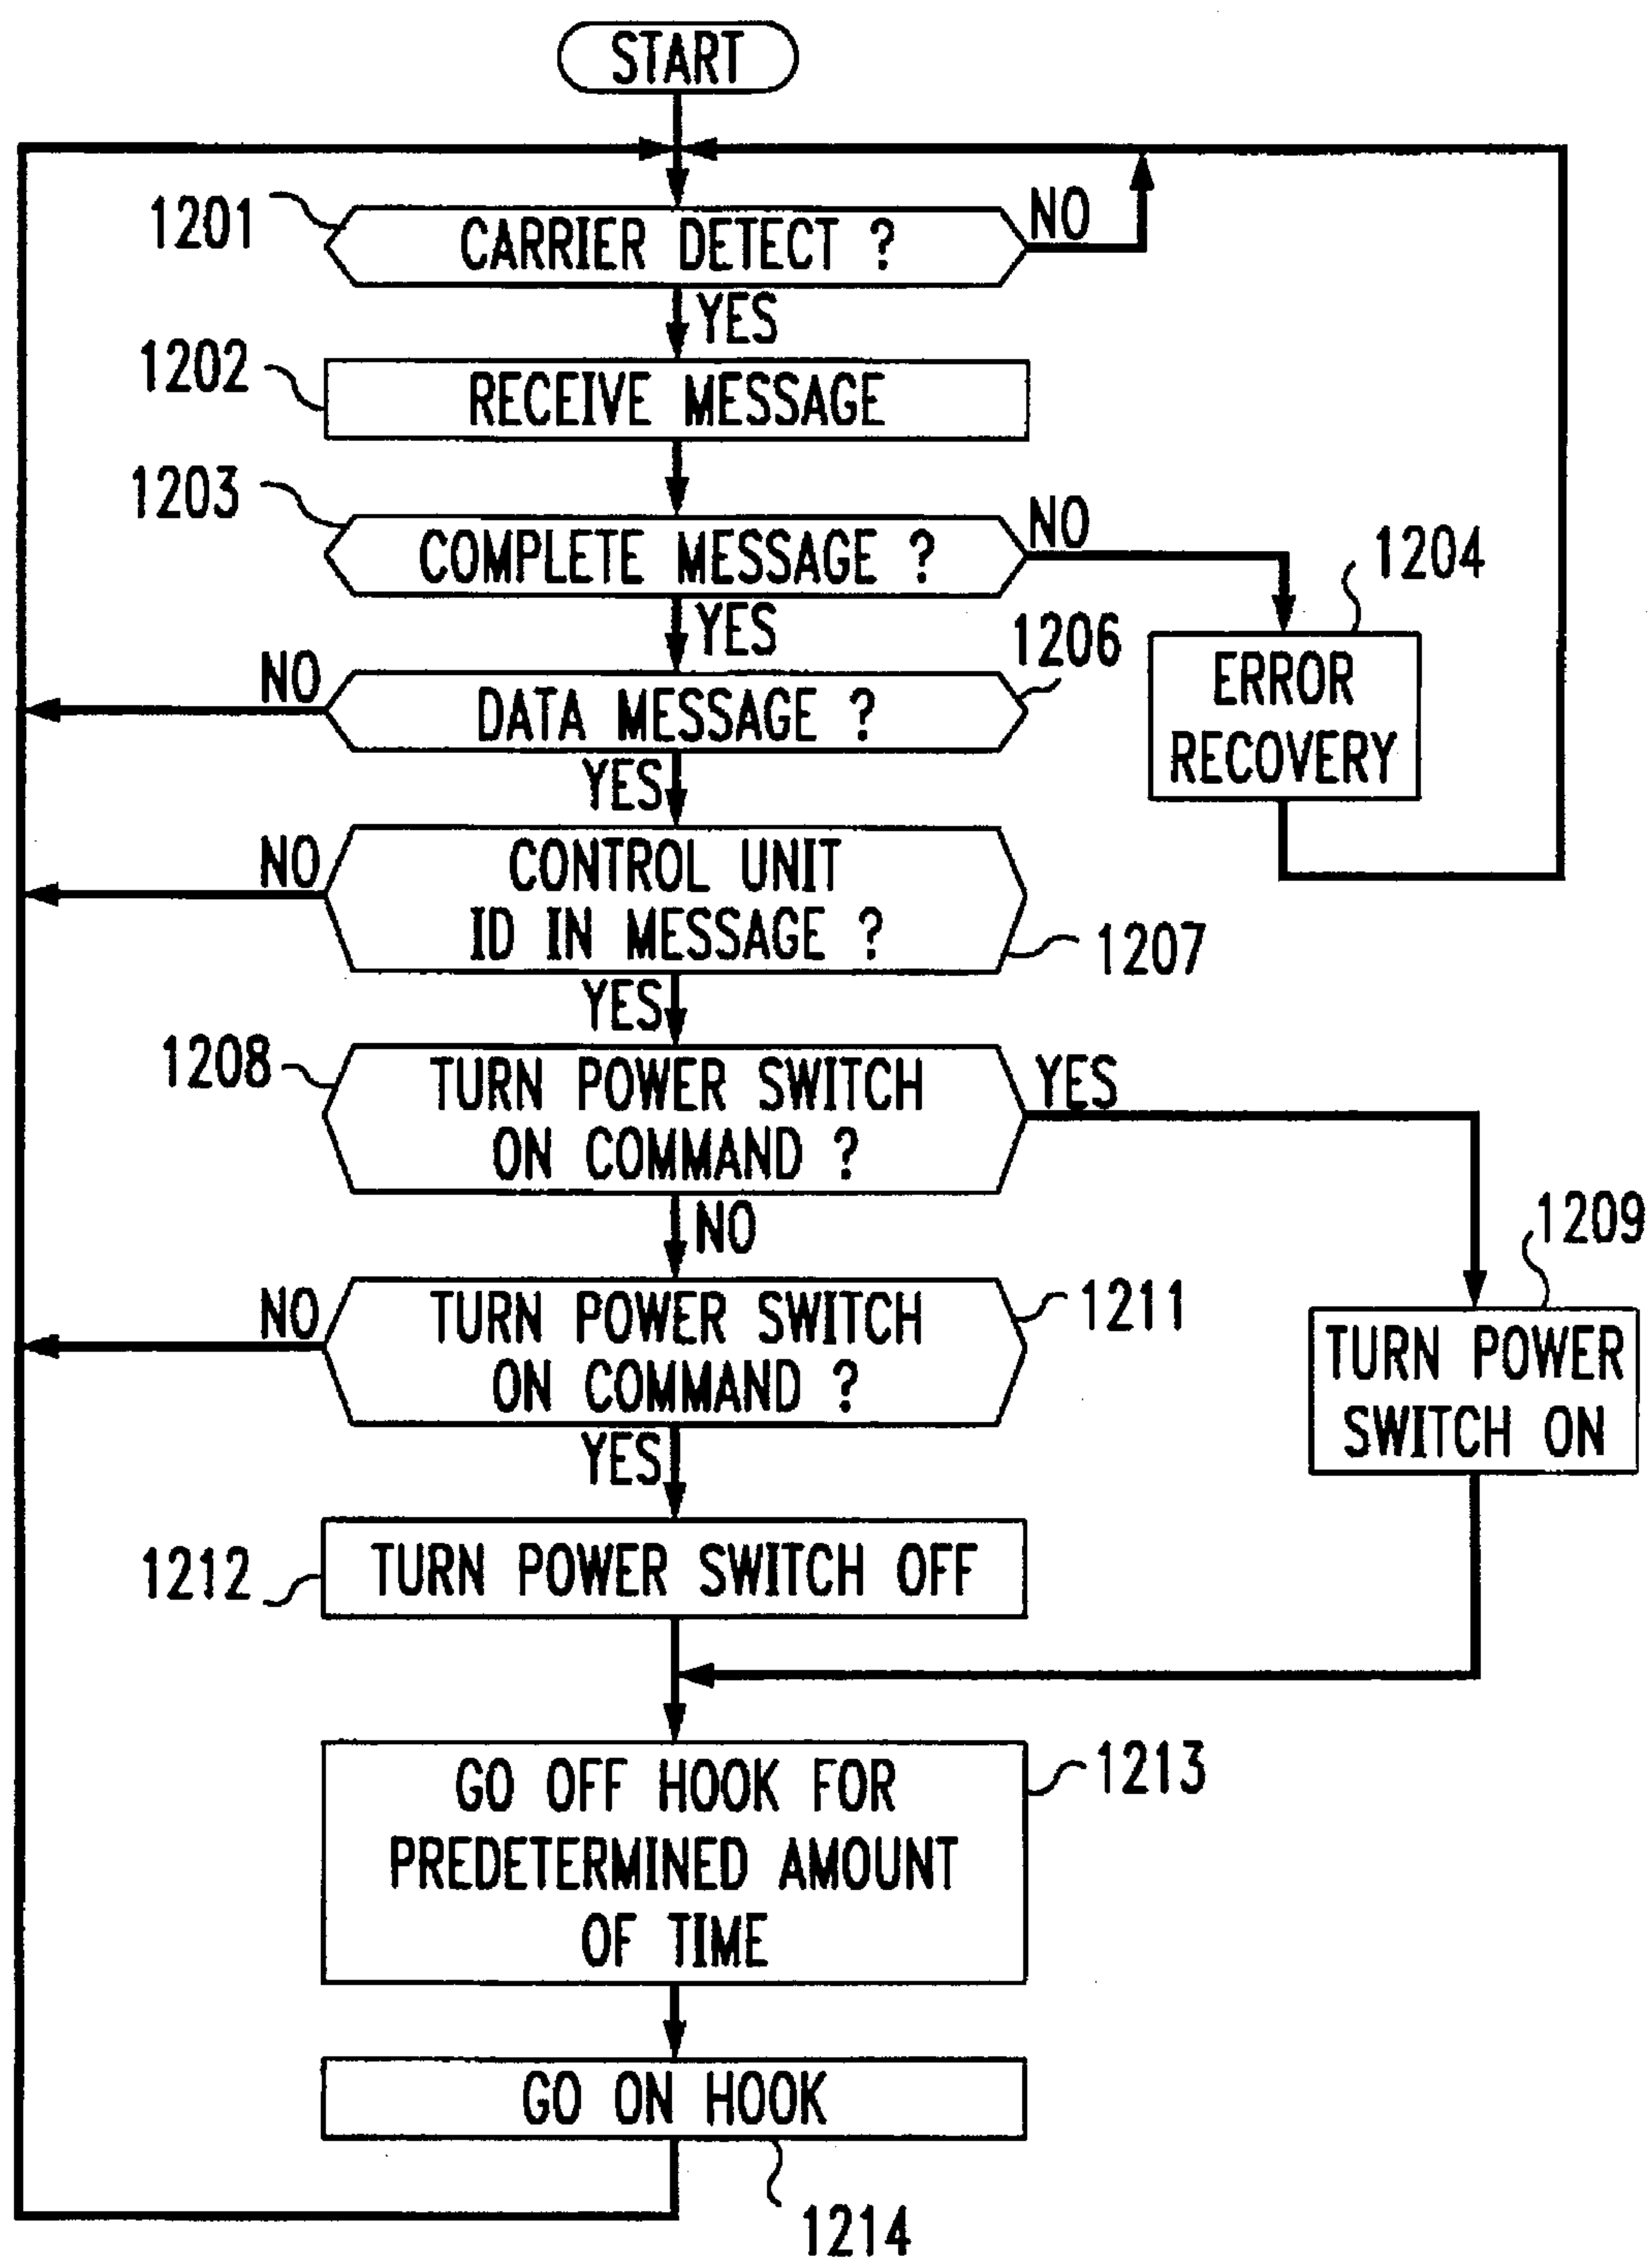 START
1201
CARRIER DETECT ?
NO
YES
1202
RECEIVE MESSAGE
1203
COMPLETE MESSAGE ?
NO
YES
1204
ERROR
RECOVERY
1206
DATA MESSAGE ?
NO
YES
CONTROL UNIT
ID IN MESSAGE ?
NO
1207
YES
1208
TURN POWER SWITCH
ON COMMAND ?
YES
NO
1209
TURN POWER
SWITCH ON
1211
TURN POWER SWITCH
ON COMMAND ?
NO
YES
1212
TURN POWER SWITCH OFF
GO OFF HOOK FOR
PREDETERMINED AMOUNT
OF TIME
1213
GO ON HOOK
1214